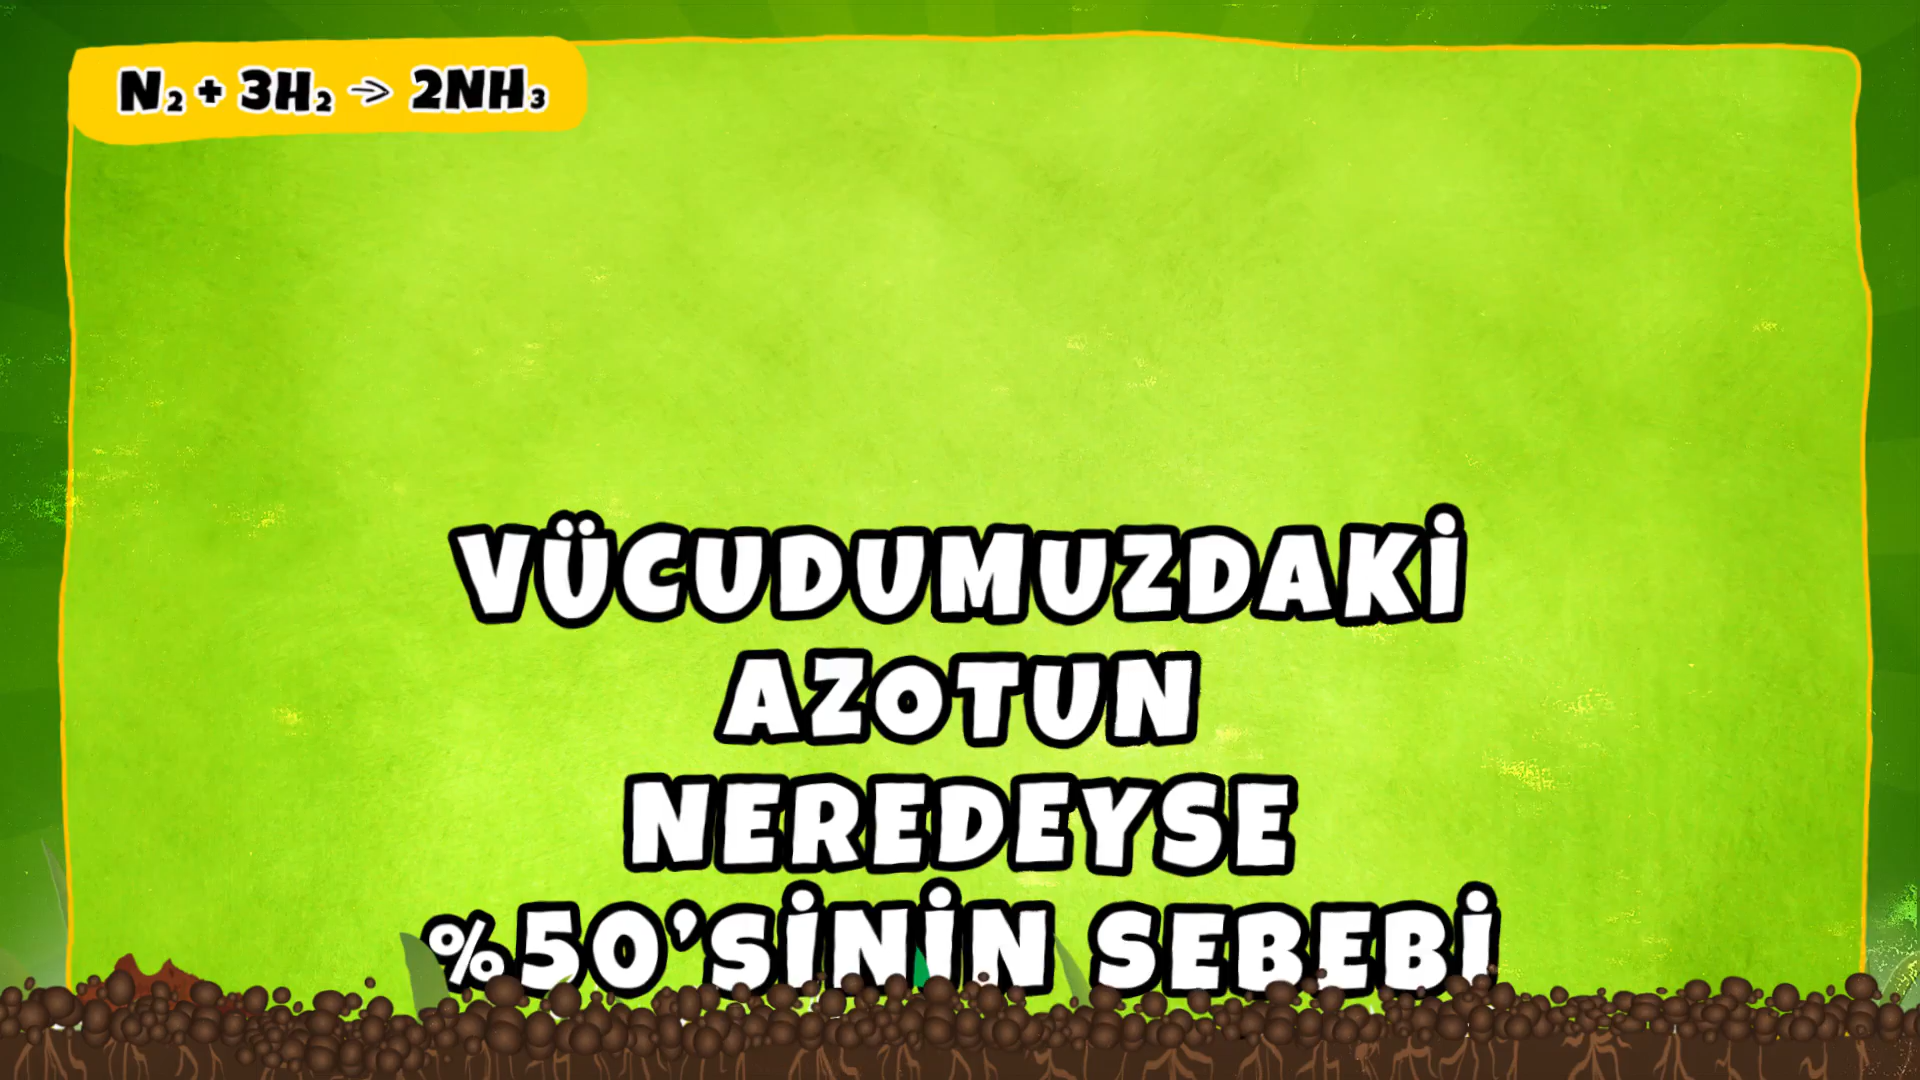 N₂ + 3H₂ → 2NH₃
VÜCUDUMUZDAKİ
AZOTUN
NEREDEYSE
%50’SİNİN SEBEBİ